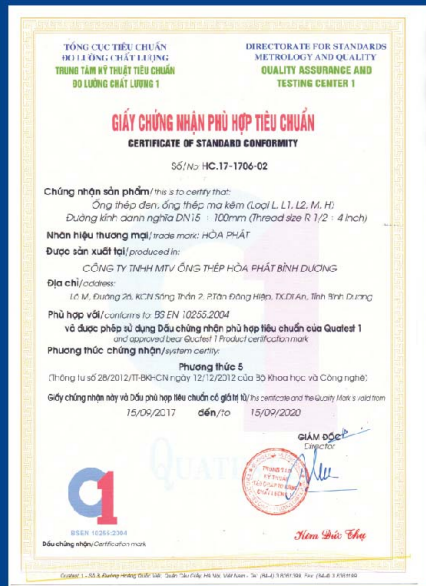 TỔNG CỤC TIÊU CHUẨN
ĐO LƯỜNG CHẤT LƯỢNG
TRUNG TÂM KỸ THUẬT TIÊU CHUẨN
ĐO LƯỜNG CHẤT LƯỢNG 1
DIRECTORATE FOR STANDARDS
METROLOGY AND QUALITY
QUALITY ASSURANCE AND
TESTING CENTER 1
GIẤY CHỨNG NHẬN PHÙ HỢP TIÊU CHUẨN
CERTIFICATE OF STANDARD CONFORMITY
Số/No HC.17-1706-02
Chứng nhận sản phẩm/this is to certify that:
Ống thép đen, ống thép mạ kẽm (Loại L, L1, L2, M, H)
Đường kính danh nghĩa DN15 ÷ 100mm (Thread size R 1/2 ÷ 4 inch)
Nhãn hiệu thương mại/trade mark: HÒA PHÁT
Được sản xuất tại/produced in:
CÔNG TY TNHH MTV ỐNG THÉP HÒA PHÁT BÌNH DƯƠNG
Địa chỉ/address:
Lô M, Đường 26, KCN Sóng Thần 2, P.Tân Đông Hiệp, TX.Dĩ An, Tỉnh Bình Dương
Phù hợp với/conforms to: BS EN 10255:2004
và được phép sử dụng Dấu chứng nhận phù hợp tiêu chuẩn của Quatest 1
and approved bear Quatest 1 Product certification mark
Phương thức chứng nhận/system certify:
Phương thức 5
(Thông tư số 28/2012/TT-BKHCN ngày 12/12/2012 của Bộ Khoa học và Công nghệ)
Giấy chứng nhận này và Dấu phù hợp tiêu chuẩn có giá trị từ/This certificate and the Quality Mark is valid from
15/09/2017 đến/to 15/09/2020
GIÁM ĐỐC
Director
QUATEST
BSEN 10255:2004
Dấu chứng nhận/Certification mark